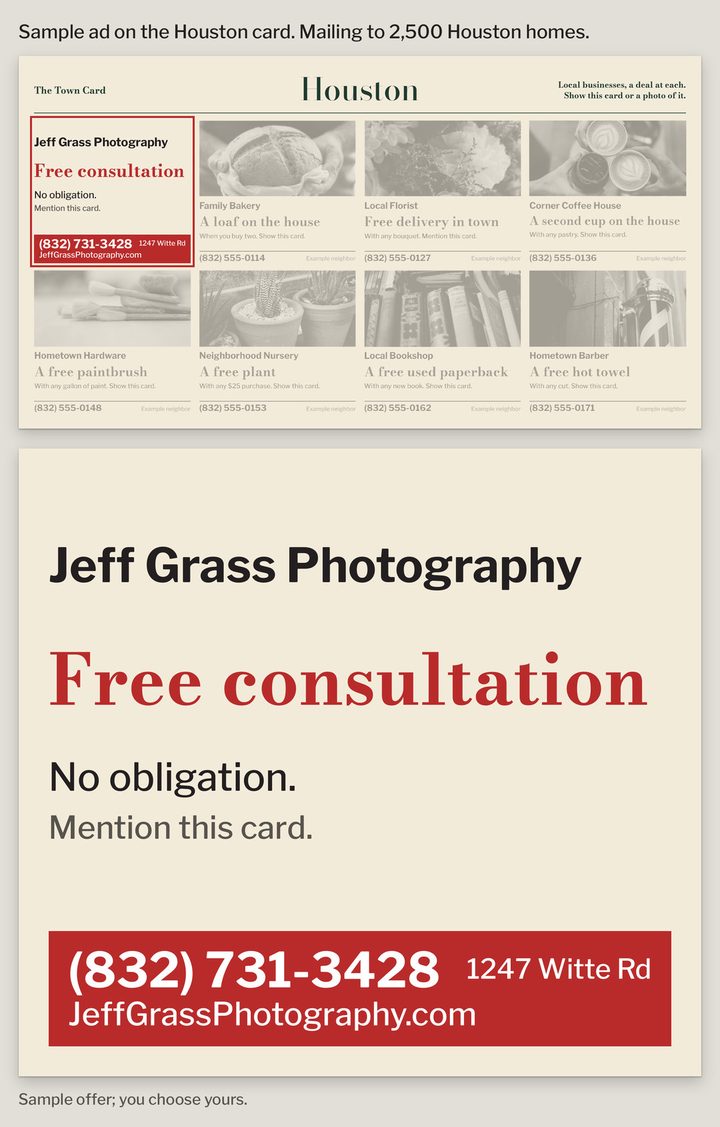 Sample ad on the Houston card. Mailing to 2,500 Houston homes.
The Town Card
Houston
Local businesses, a deal at each.
Show this card or a photo of it.
Jeff Grass Photography
Free consultation
No obligation.
Mention this card.
(832) 731-3428 1247 Witte Rd
JeffGrassPhotography.com
Family Bakery
A loaf on the house
When you buy two. Show this card.
(832) 555-0114 Example neighbor
Local Florist
Free delivery in town
With any bouquet. Mention this card.
(832) 555-0127 Example neighbor
Corner Coffee House
A second cup on the house
With any pastry. Show this card.
(832) 555-0136 Example neighbor
Hometown Hardware
A free paintbrush
With any gallon of paint. Show this card.
(832) 555-0148 Example neighbor
Neighborhood Nursery
A free plant
With any $25 purchase. Show this card.
(832) 555-0153 Example neighbor
Local Bookshop
A free used paperback
With any new book. Show this card.
(832) 555-0162 Example neighbor
Hometown Barber
A free hot towel
With any cut. Show this card.
(832) 555-0171 Example neighbor
Jeff Grass Photography
Free consultation
No obligation.
Mention this card.
(832) 731-3428 1247 Witte Rd
JeffGrassPhotography.com
Sample offer; you choose yours.